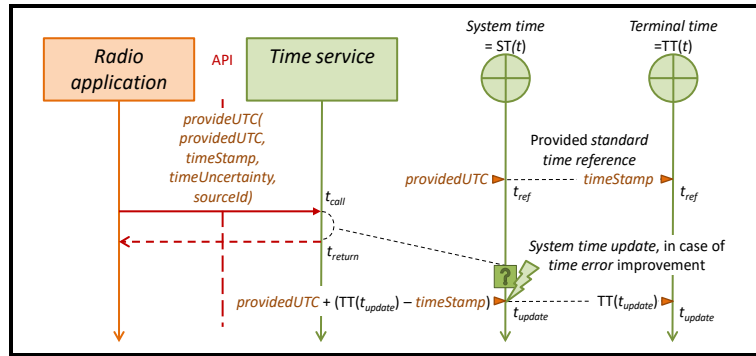 Radio
application
API
Time service
System time
= ST(t)
Terminal time
=TT(t)
provideUTC(
providedUTC,
timeStamp,
timeUncertainty,
sourceId)
Provided standard
time reference
providedUTC
timeStamp
t_ref
t_ref
t_call
t_return
System time update, in case of
time error improvement
?
providedUTC + (TT(t_update) – timeStamp)
TT(t_update)
t_update
t_update